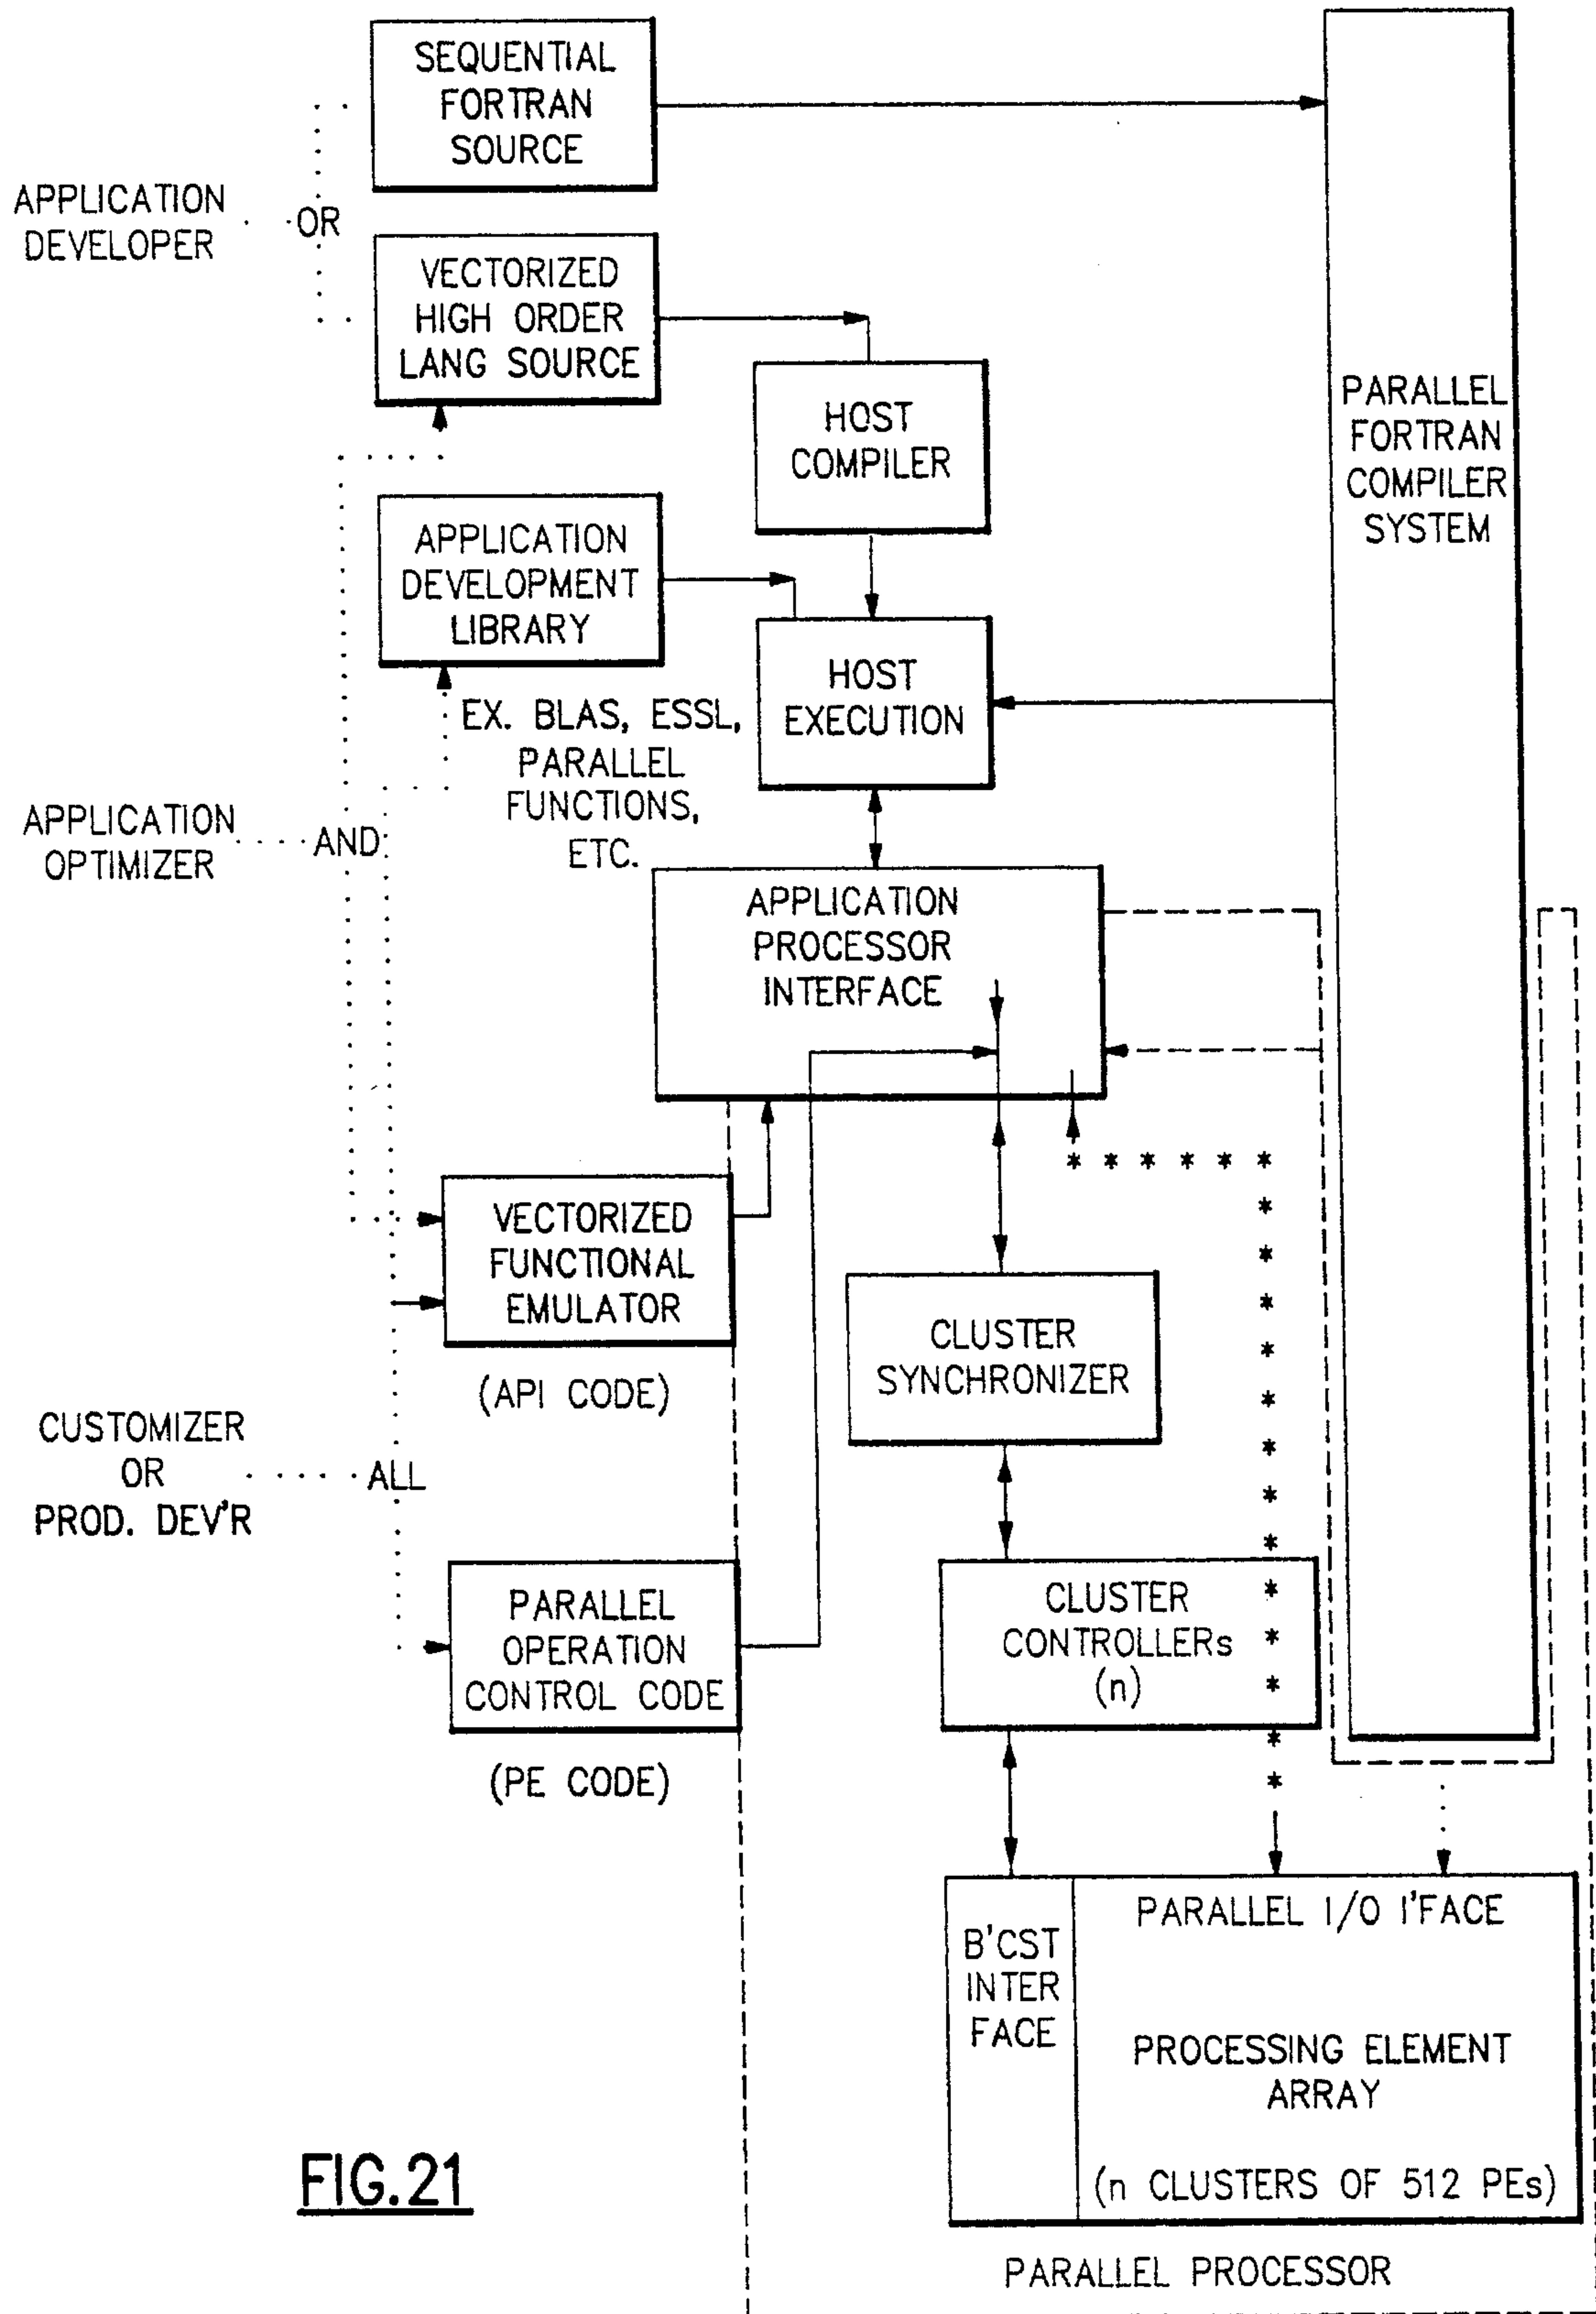 SEQUENTIAL
FORTRAN
SOURCE
APPLICATION
DEVELOPER
OR
VECTORIZED
HIGH ORDER
LANG SOURCE
HOST
COMPILER
PARALLEL
FORTRAN
COMPILER
SYSTEM
APPLICATION
DEVELOPMENT
LIBRARY
HOST
EXECUTION
EX. BLAS, ESSL,
PARALLEL
FUNCTIONS,
ETC.
APPLICATION
OPTIMIZER
AND
APPLICATION
PROCESSOR
INTERFACE
VECTORIZED
FUNCTIONAL
EMULATOR
(API CODE)
CLUSTER
SYNCHRONIZER
CUSTOMIZER
OR
PROD. DEV'R
ALL
PARALLEL
OPERATION
CONTROL CODE
(PE CODE)
CLUSTER
CONTROLLERs
(n)
B'CST
INTER
FACE
PARALLEL I/O I'FACE
PROCESSING ELEMENT
ARRAY
(n CLUSTERS OF 512 PEs)
PARALLEL PROCESSOR
FIG.21